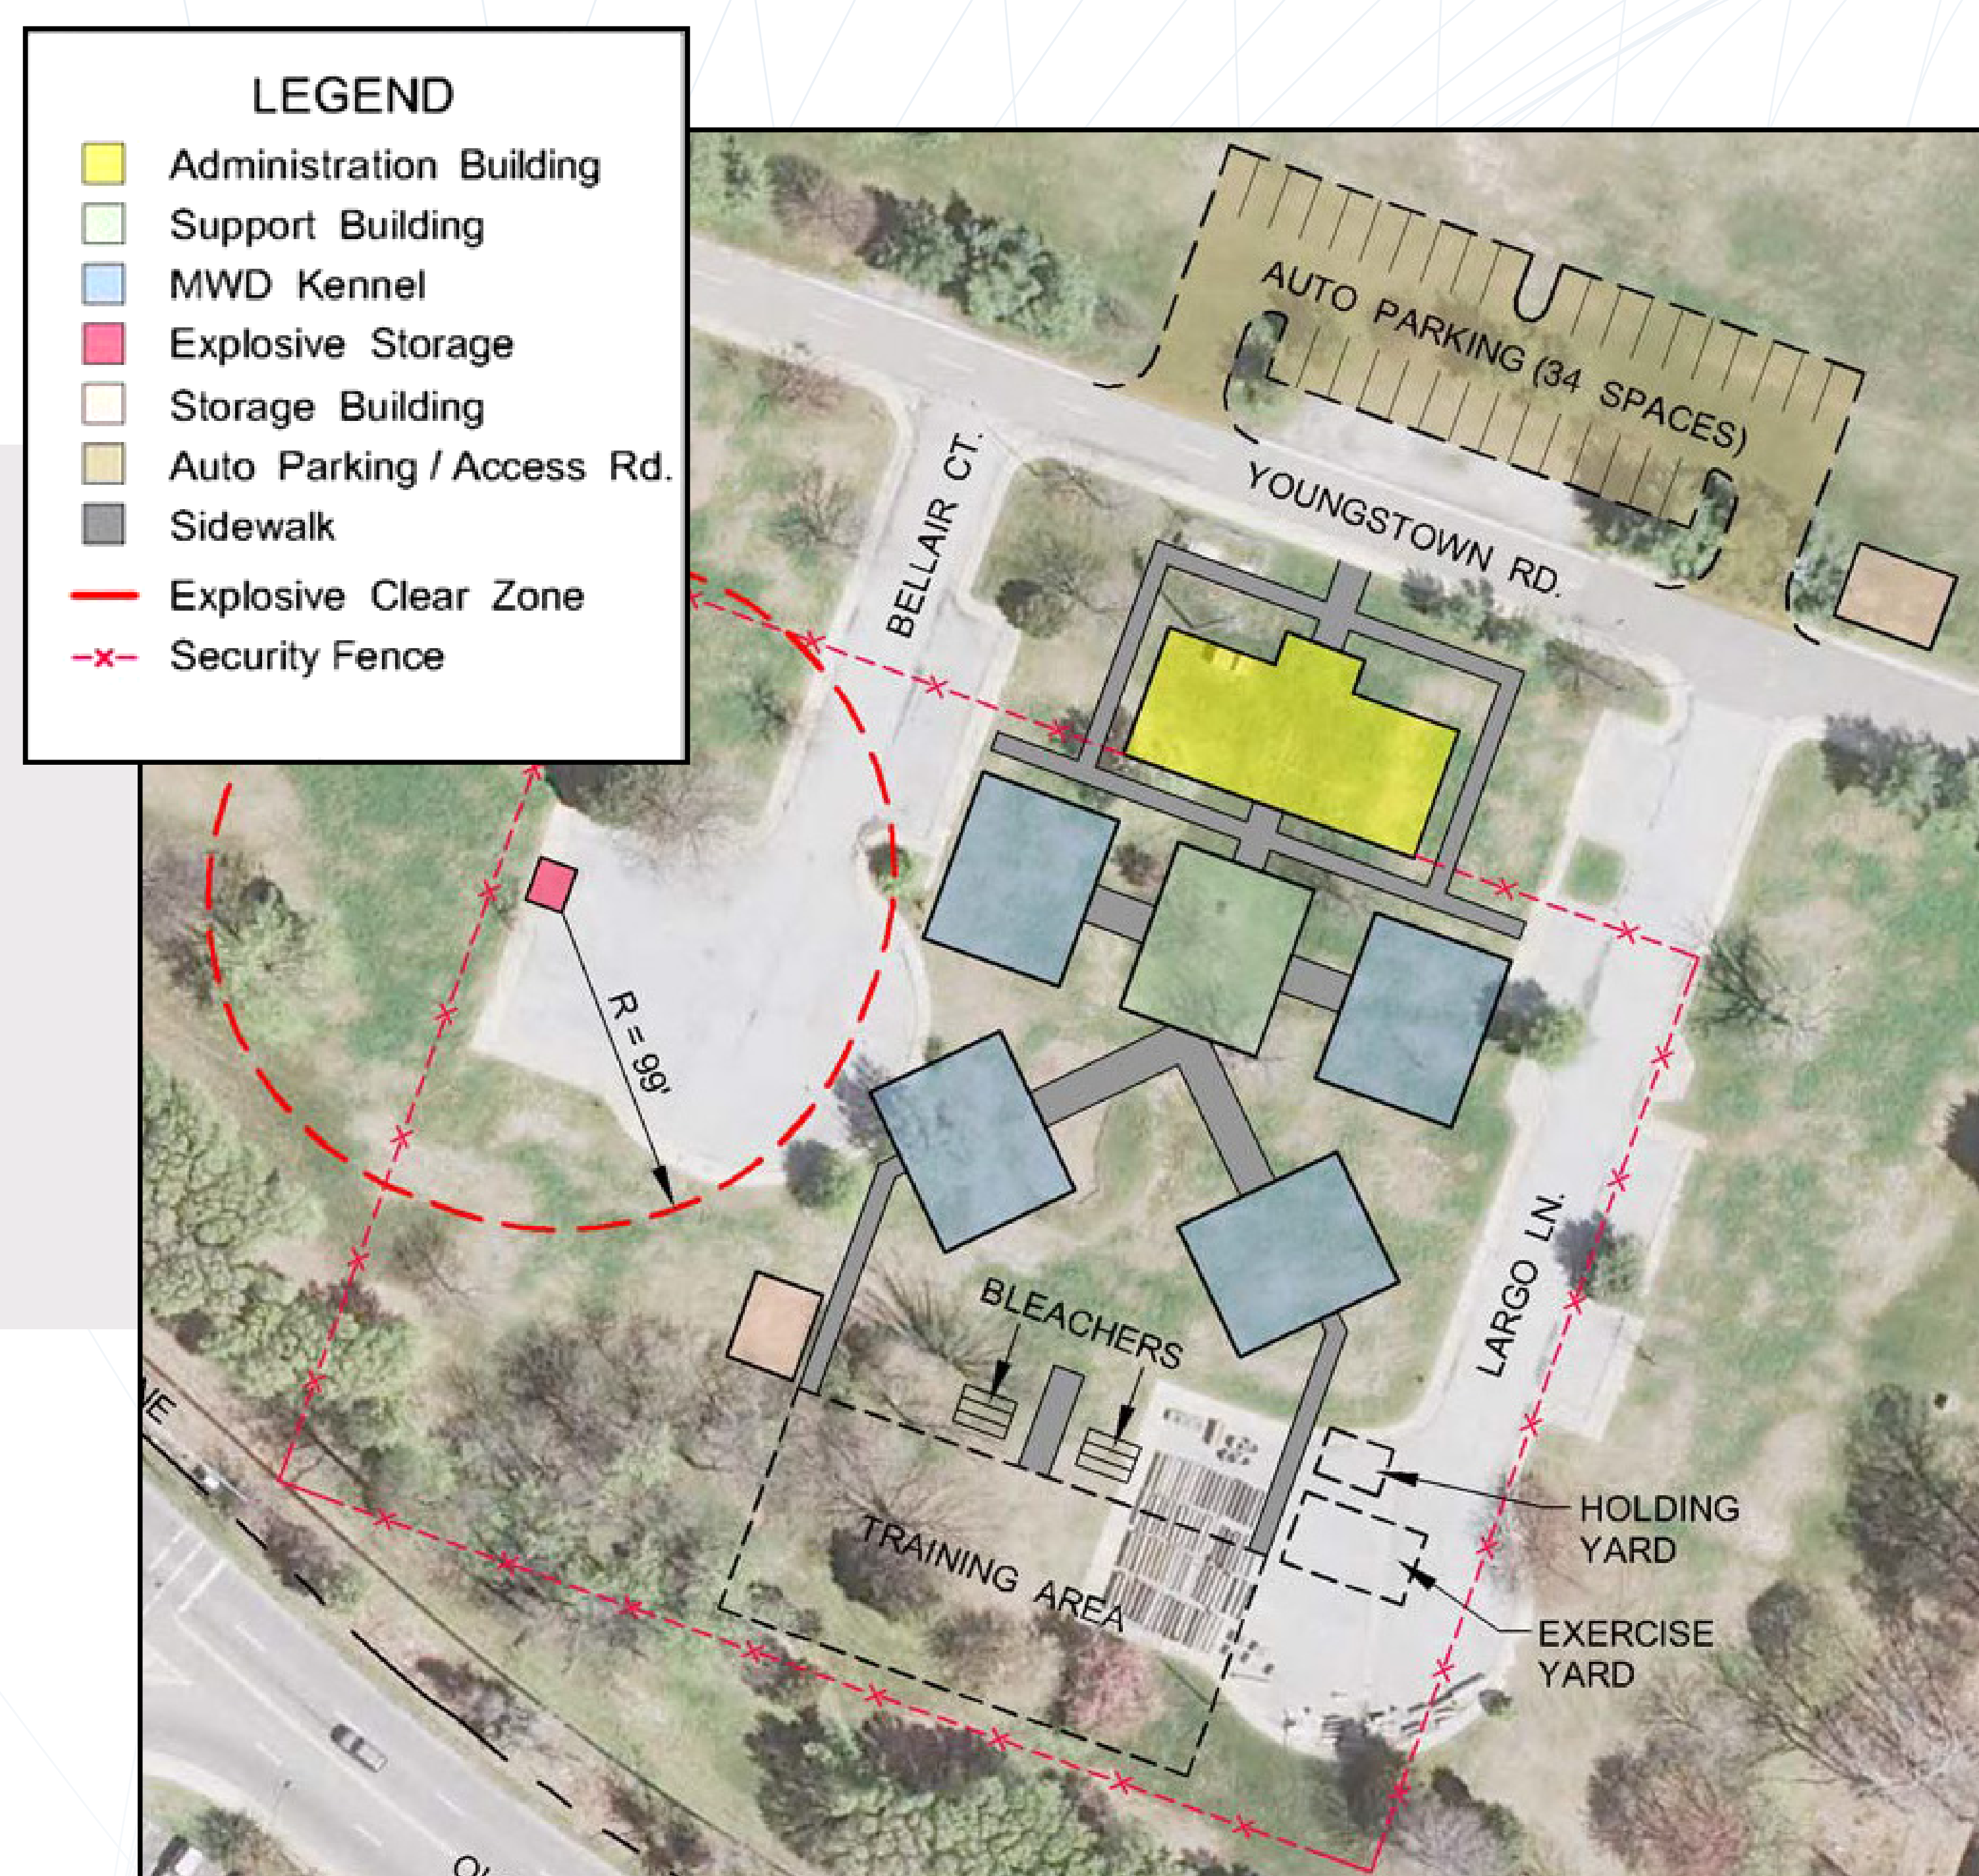 LEGEND
Administration Building
Support Building
MWD Kennel
Explosive Storage
Storage Building
Auto Parking / Access Rd.
Sidewalk
Explosive Clear Zone
Security Fence
AUTO PARKING (34 SPACES)
YOUNGSTOWN RD.
BELLAIR CT.
R = 99'
LARGO LN.
BLEACHERS
TRAINING AREA
HOLDING
YARD
EXERCISE
YARD